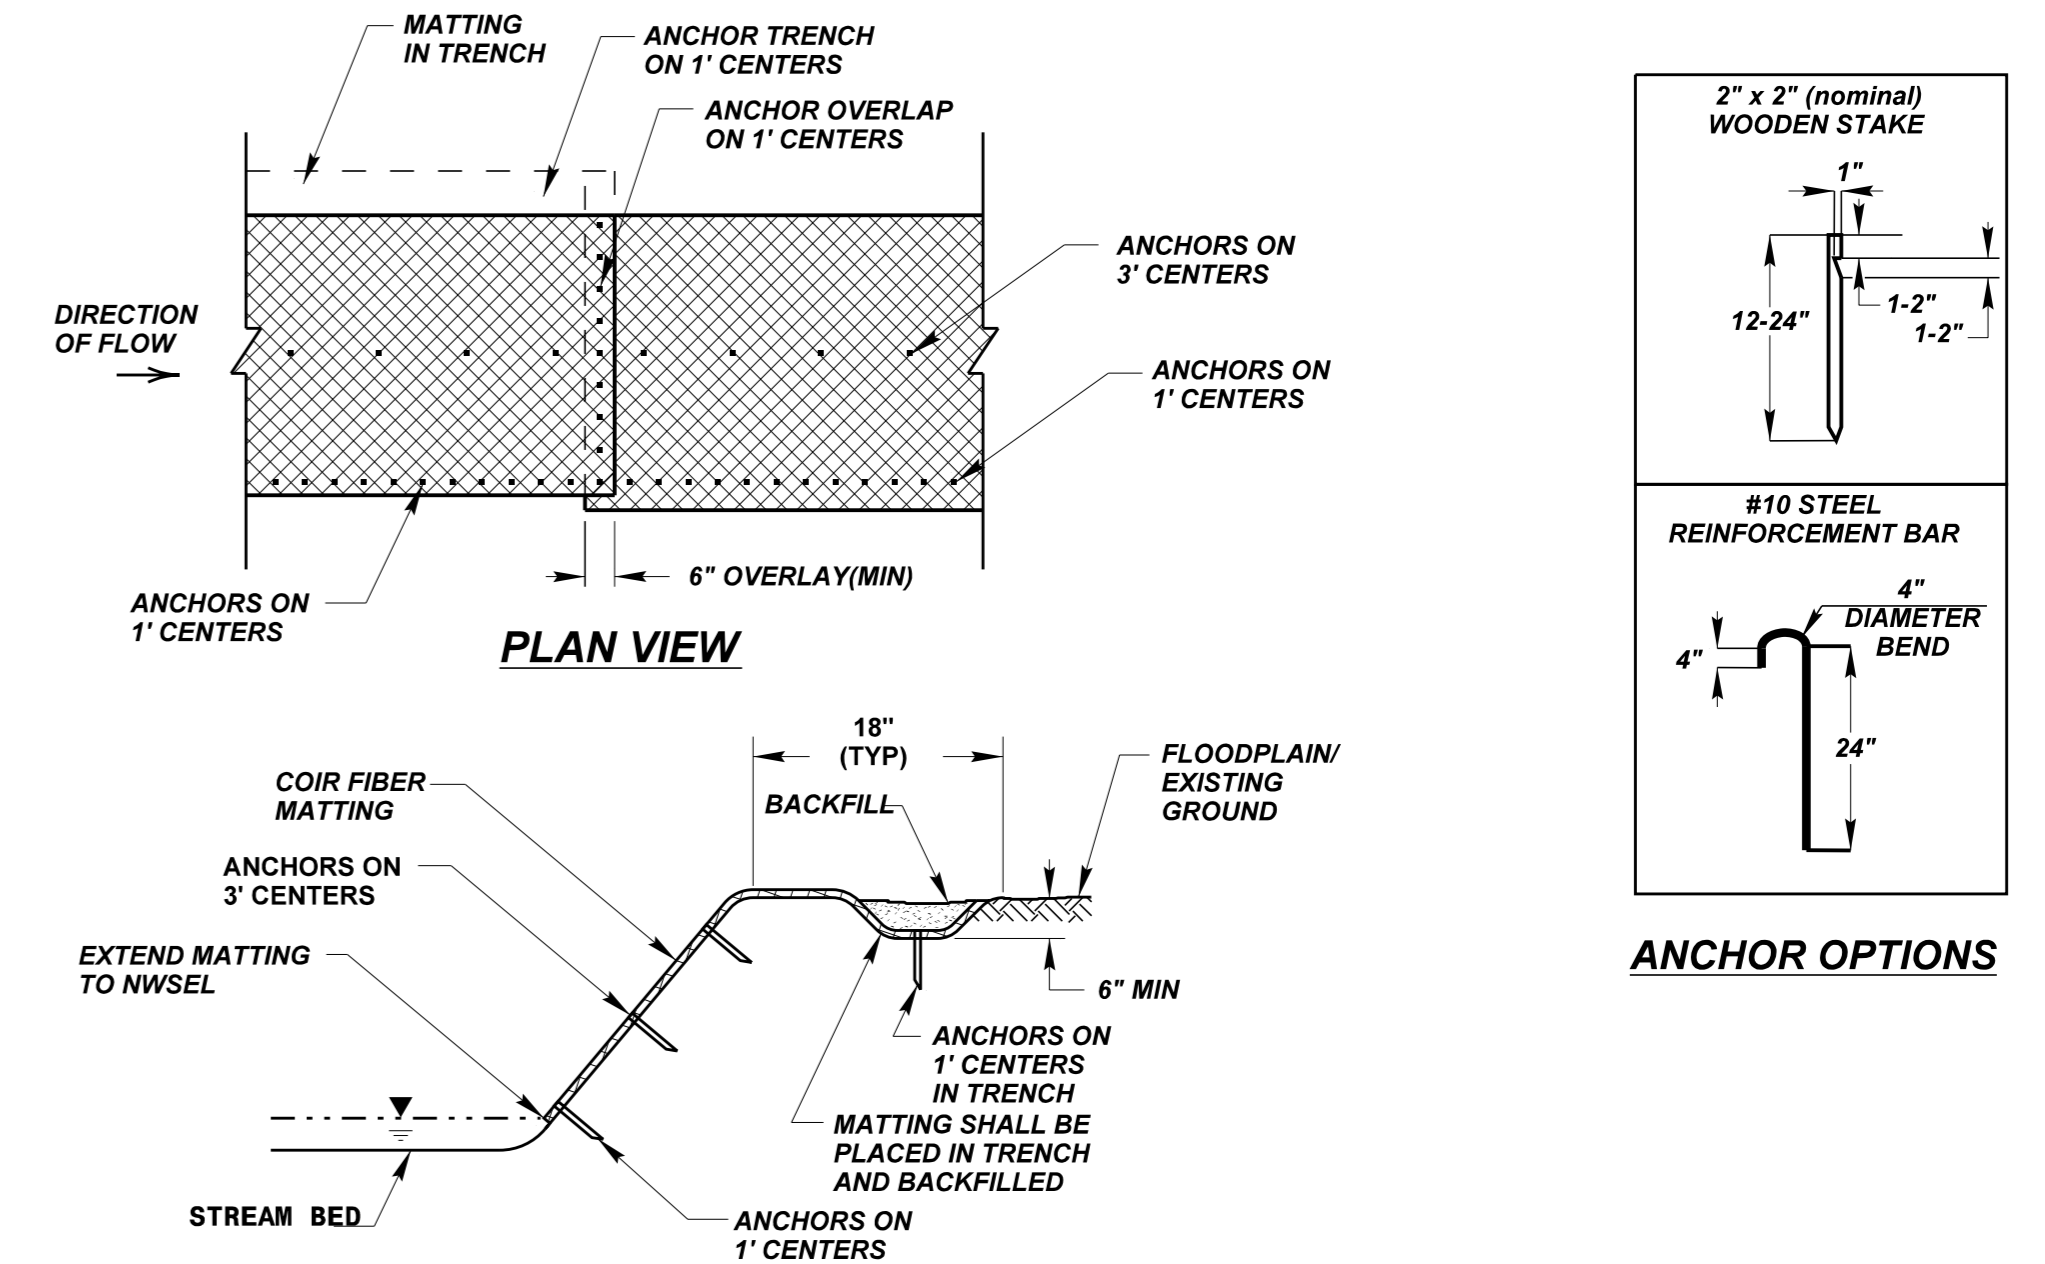 MATTING
IN TRENCH
ANCHOR TRENCH
ON 1' CENTERS
ANCHOR OVERLAP
ON 1' CENTERS
ANCHORS ON
3' CENTERS
DIRECTION
OF FLOW
ANCHORS ON
1' CENTERS
6" OVERLAY(MIN)
ANCHORS ON
1' CENTERS
PLAN VIEW
2" x 2" (nominal)
WOODEN STAKE
1"
1-2"
12-24"
1-2"
#10 STEEL
REINFORCEMENT BAR
4"
DIAMETER
BEND
4"
24"
ANCHOR OPTIONS
18"
(TYP)
FLOODPLAIN/
EXISTING
GROUND
COIR FIBER
MATTING
BACKFILL
ANCHORS ON
3' CENTERS
EXTEND MATTING
TO NWSEL
6" MIN
ANCHORS ON
1' CENTERS
IN TRENCH
MATTING SHALL BE
PLACED IN TRENCH
AND BACKFILLED
STREAM BED
ANCHORS ON
1' CENTERS